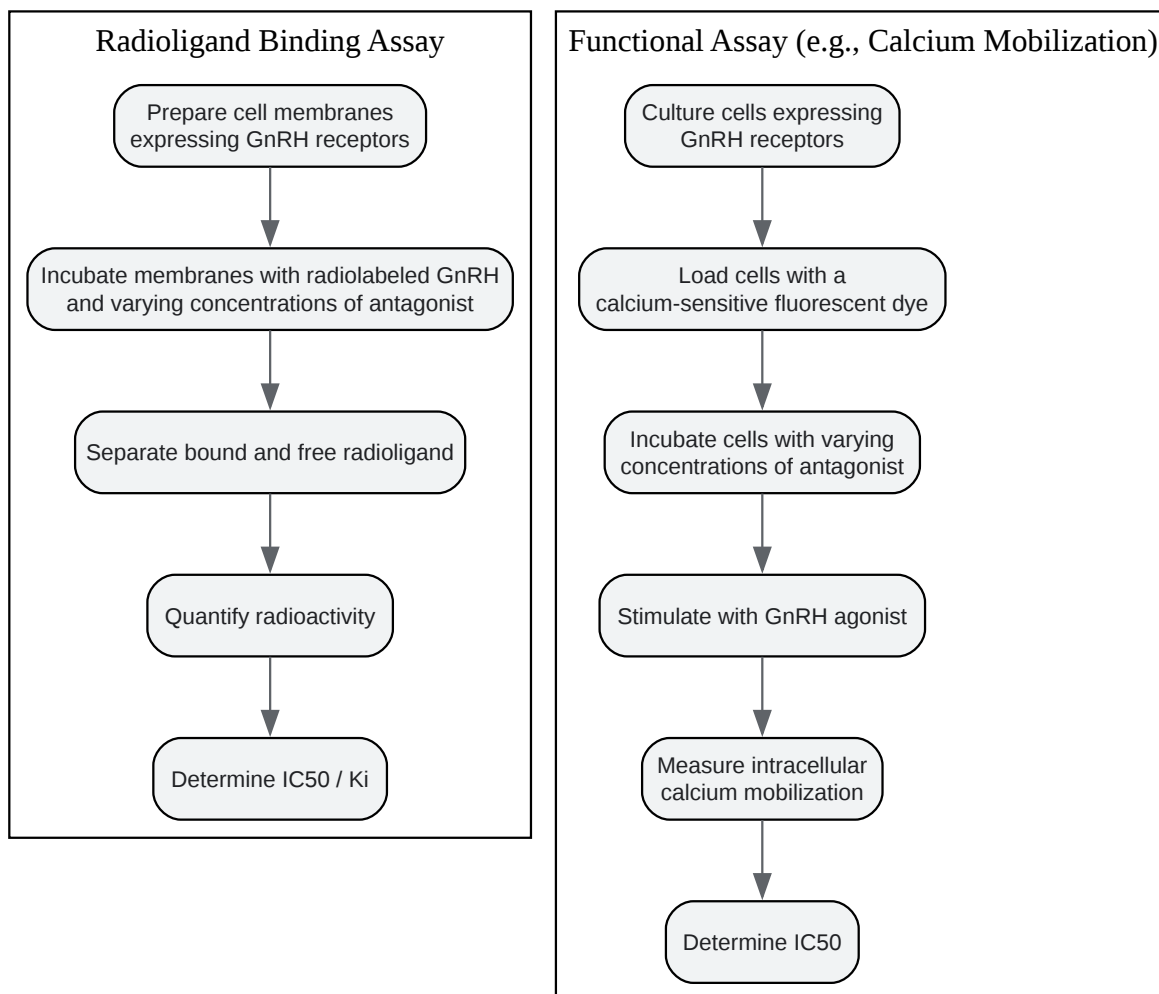 Radioligand Binding Assay
Prepare cell membranes
expressing GnRH receptors
Incubate membranes with radiolabeled GnRH
and varying concentrations of antagonist
Separate bound and free radioligand
Quantify radioactivity
Determine IC50 / Ki
Functional Assay (e.g., Calcium Mobilization)
Culture cells expressing
GnRH receptors
Load cells with a
calcium-sensitive fluorescent dye
Incubate cells with varying
concentrations of antagonist
Stimulate with GnRH agonist
Measure intracellular
calcium mobilization
Determine IC50